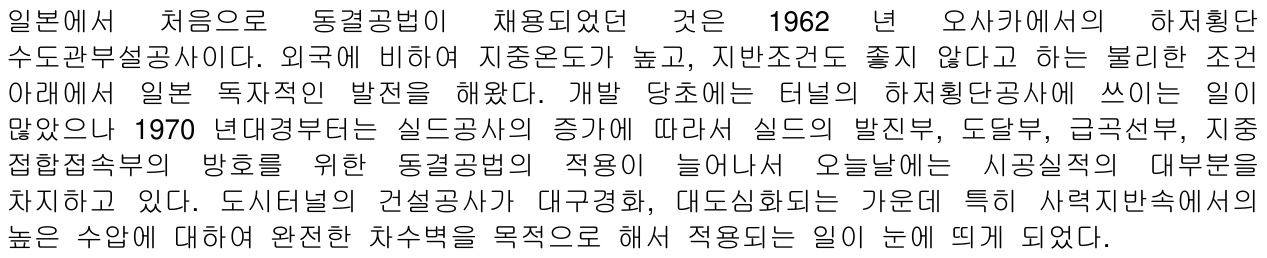 일본에서 처음으로 동결공법이 채용되었던 것은 1962 년 오사카에서의 하저횡단
수도관부설공사이다. 외국에 비하여 지중온도가 높고, 지반조건도 좋지 않다고 하는 불리한 조건
아래에서 일본 독자적인 발전을 해왔다. 개발 당초에는 터널의 하저횡단공사에 쓰이는 일이
많았으나 1970 년대경부터는 실드공사의 증가에 따라서 실드의 발진부, 도달부, 급곡선부, 지중
접합접속부의 방호를 위한 동결공법의 적용이 늘어나서 오늘날에는 시공실적의 대부분을
차지하고 있다. 도시터널의 건설공사가 대구경화, 대도심화되는 가운데 특히 사력지반속에서의
높은 수압에 대하여 완전한 차수벽을 목적으로 해서 적용되는 일이 눈에 띄게 되었다.